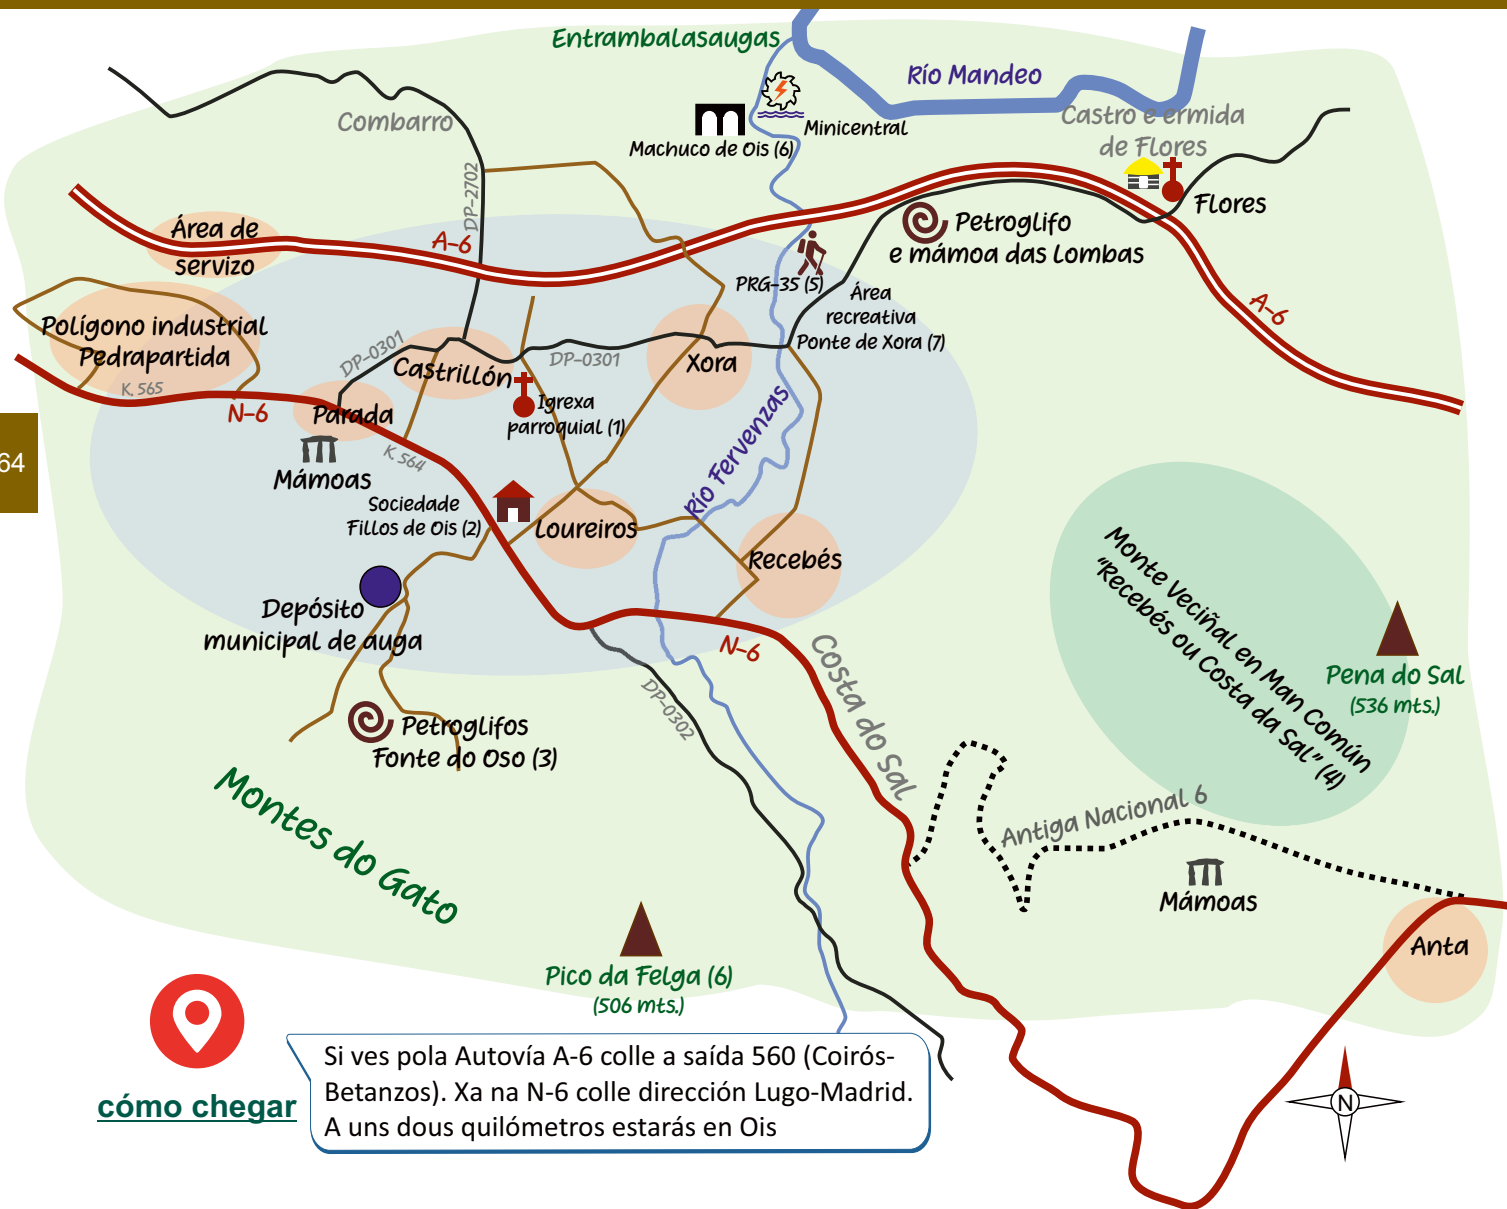 Entrambalasaugas
Río Mandeo
Combarro
Machuco de Ois (6)
Minicentral
Castro e ermida
de Flores
DP-2702
Flores
Área de
servizo
A-6
Petroglifo
e mámoa das Lombas
PRG-35 (5)
Área
recreativa
Ponte de Xora (7)
A-6
Polígono industrial
Pedrapartida
K. 565
N-6
DP-0301
Castrillón
DP-0301
Xora
Parada
K. 564
Igrexa
parroquial (1)
Río Fervenzas
64
Mámoas
Sociedade
Fillos de Ois (2)
Loureiros
Recebés
Depósito
municipal de auga
N-6
DP-0302
Costa do Sal
Monte Veciñal en Man Común
"Recebés ou Costa da Sal" (4)
Pena do Sal
(536 mts.)
Petroglifos
Fonte do Oso (3)
Montes do Gato
Antiga Nacional 6
Mámoas
Anta
Pico da Felga (6)
(506 mts.)
cómo chegar
Si ves pola Autovía A-6 colle a saída 560 (Coirós-
Betanzos). Xa na N-6 colle dirección Lugo-Madrid.
A uns dous quilómetros estarás en Ois
N